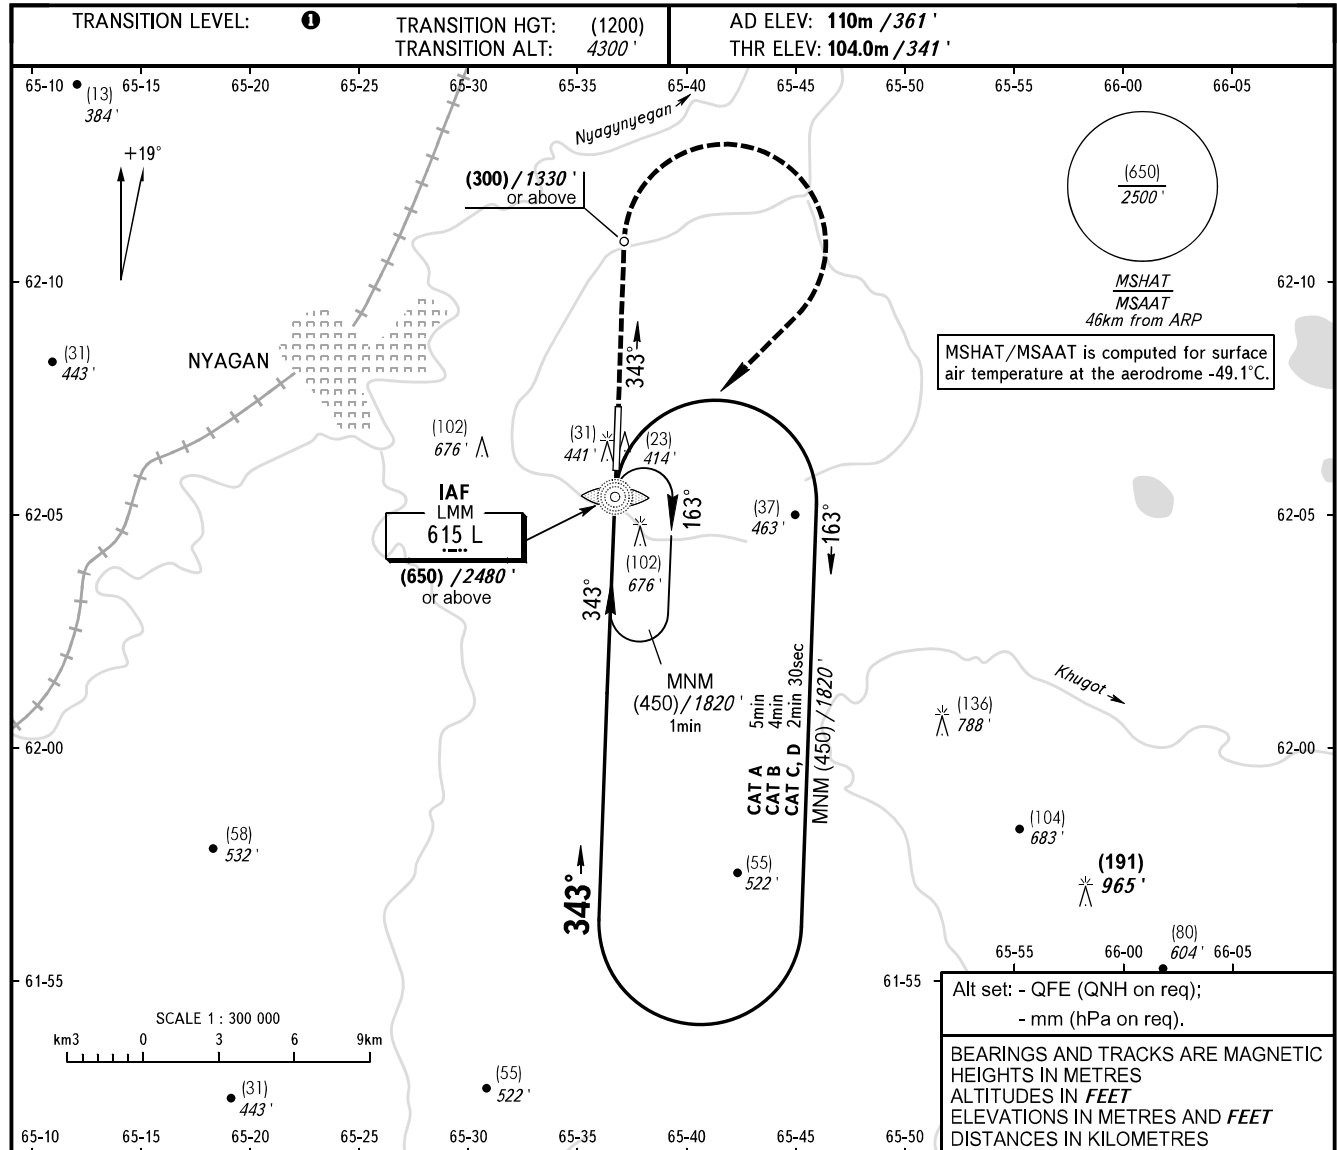 TRANSITION LEVEL: ❶
TRANSITION HGT: (1200)
TRANSITION ALT: 4300 '
AD ELEV: 110m / 361 '
THR ELEV: 104.0m / 341 '
65-10 65-15 65-20 65-25 65-30 65-35 65-40 65-45 65-50 65-55 66-00 66-05
(13)
384 '
+19°
Nyagynyegan
(300) / 1330 '
or above
(650)
2500 '
MSHAT
MSAAT
46km from ARP
62-10 62-10
MSHAT/MSAAT is computed for surface
air temperature at the aerodrome -49.1°C.
(31)
443 '
NYAGAN
343°
(102)
676 '
(31)
441 '
(23)
414 '
IAF
LMM
615 L
(650) / 2480 '
or above
163°
(37)
463 '
163°
62-05 62-05
(102)
676 '
343°
MNM
(450) / 1820 '
1min
CAT A 5min
CAT B 4min
CAT C, D 2min 30sec
MNM (450) / 1820 '
Khugot
(136)
788 '
62-00 62-00
(58)
532 '
(104)
683 '
(55)
522 '
(191)
965 '
343°
(80)
604 '
65-55 66-00 66-05
61-55 61-55
Alt set: - QFE (QNH on req);
- mm (hPa on req).
SCALE 1 : 300 000
km3 0 3 6 9km
(31)
443 '
(55)
522 '
BEARINGS AND TRACKS ARE MAGNETIC
HEIGHTS IN METRES
ALTITUDES IN FEET
ELEVATIONS IN METRES AND FEET
DISTANCES IN KILOMETRES
65-10 65-15 65-20 65-25 65-30 65-35 65-40 65-45 65-50